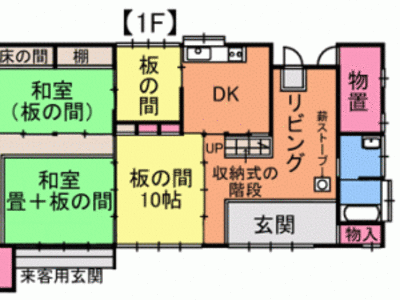 【1F】
床の間
棚
和室
(板の間)
板
の
間
DK
リビング
物置
薪ストーブ
UP
収納式の
階段
和室
畳+板の間
板の間
10帖
玄関
物入
来客用玄関